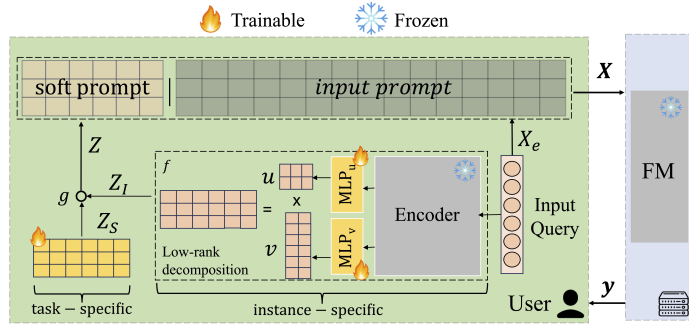 Trainable
Frozen
soft prompt
input prompt
X
Z
X_e
f
u
MLP_u
g
Z_I
=
x
Encoder
FM
Input
Query
Z_S
v
MLP_v
Low-rank
decomposition
task − specific
instance − specific
User
y